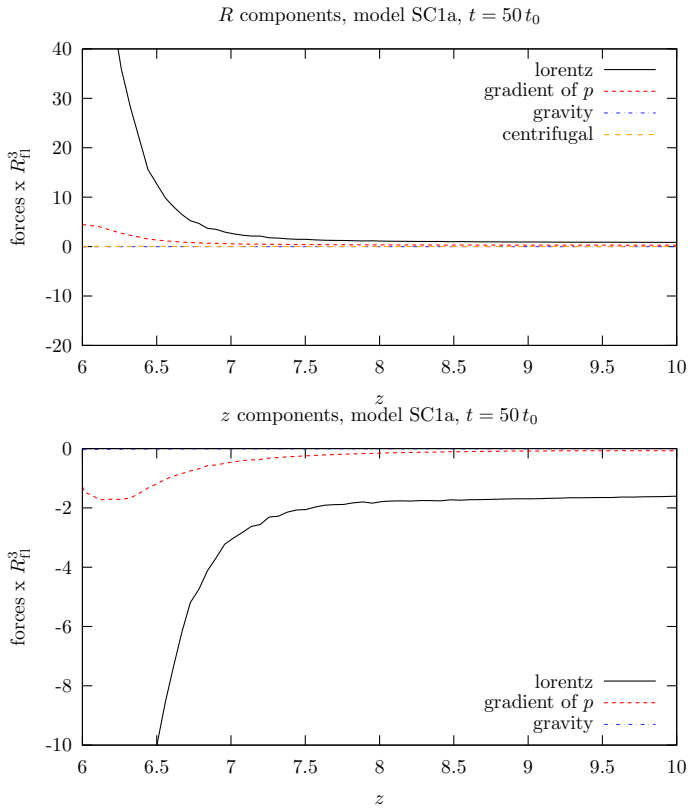 R components, model SC1a, t = 50 t₀
40
30
20
10
0
-10
-20
forces x R³fl
lorentz
gradient of p
gravity
centrifugal
6 6.5 7 7.5 8 8.5 9 9.5 10
z
z components, model SC1a, t = 50 t₀
0
-2
-4
-6
-8
-10
forces x R³fl
lorentz
gradient of p
gravity
6 6.5 7 7.5 8 8.5 9 9.5 10
z